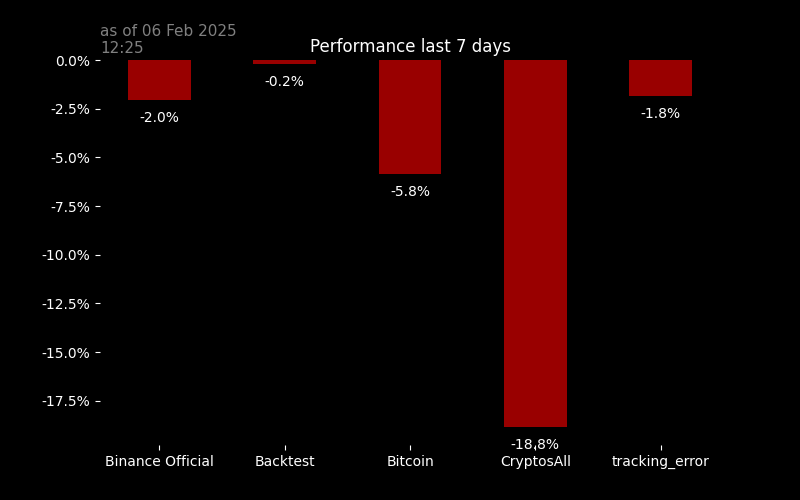 as of 06 Feb 2025
12:25
Performance last 7 days
0.0%
-2.5%
-5.0%
-7.5%
-10.0%
-12.5%
-15.0%
-17.5%
-2.0%
-0.2%
-5.8%
-18.8%
-1.8%
Binance Official
Backtest
Bitcoin
CryptosAll
tracking_error